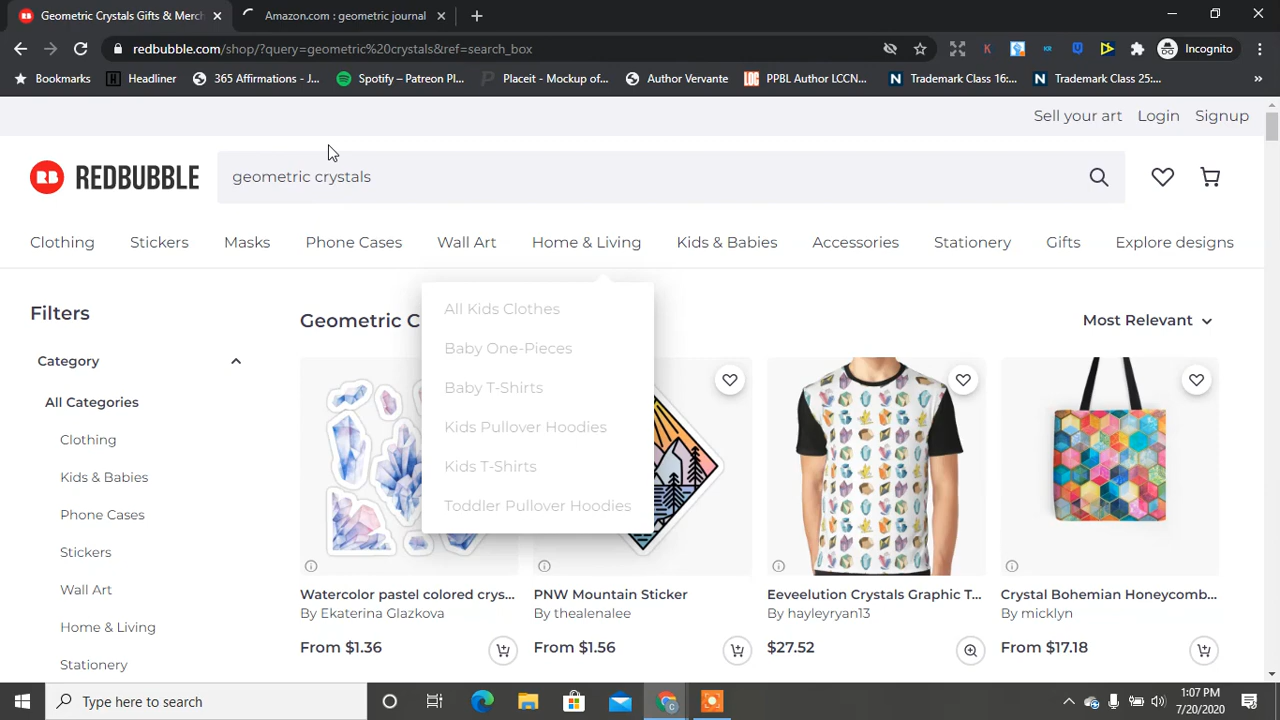 Geometric Crystals Gifts & Merch
Amazon.com : geometric journal
redbubble.com/shop/?query=geometric%20crystals&ref=search_box
Incognito
Bookmarks
Headliner
365 Affirmations - J...
Spotify – Patreon Pl...
Placeit - Mockup of...
Author Vervante
PPBL Author LCCN...
Trademark Class 16:...
Trademark Class 25:...
»
Sell your art Login Signup
RB REDBUBBLE
geometric crystals
Clothing Stickers Masks Phone Cases Wall Art Home & Living Kids & Babies Accessories Stationery Gifts Explore designs
Filters
Category
All Categories
Clothing
Kids & Babies
Phone Cases
Stickers
Wall Art
Home & Living
Stationery
Geometric C
Most Relevant
All Kids Clothes
Baby One-Pieces
Baby T-Shirts
Kids Pullover Hoodies
Kids T-Shirts
Toddler Pullover Hoodies
Watercolor pastel colored crys...
By Ekaterina Glazkova
From $1.36
PNW Mountain Sticker
By thealenalee
From $1.56
Eeveelution Crystals Graphic T...
By hayleyryan13
$27.52
Crystal Bohemian Honeycomb...
By micklyn
From $17.18
Type here to search
1:07 PM
7/20/2020